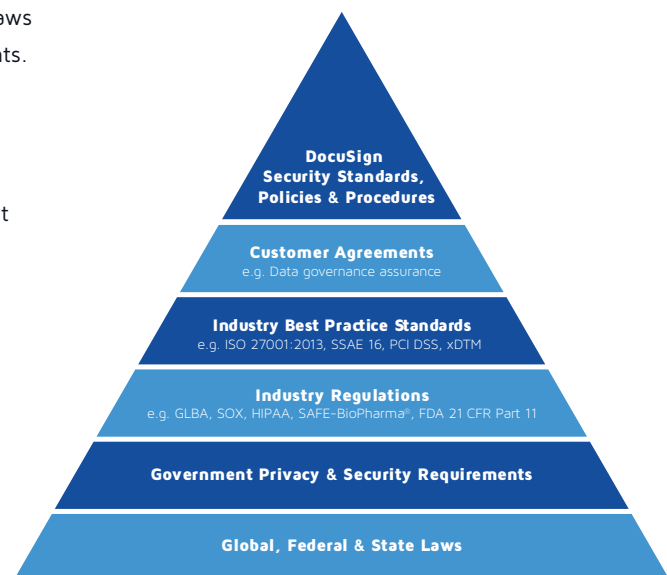 aws
ts.
t
DocuSign
Security Standards,
Policies & Procedures
Customer Agreements
e.g. Data governance assurance
Industry Best Practice Standards
e.g. ISO 27001:2013, SSAE 16, PCI DSS, xDTM
Industry Regulations
e.g. GLBA, SOX, HIPAA, SAFE-BioPharma®, FDA 21 CFR Part 11
Government Privacy & Security Requirements
Global, Federal & State Laws